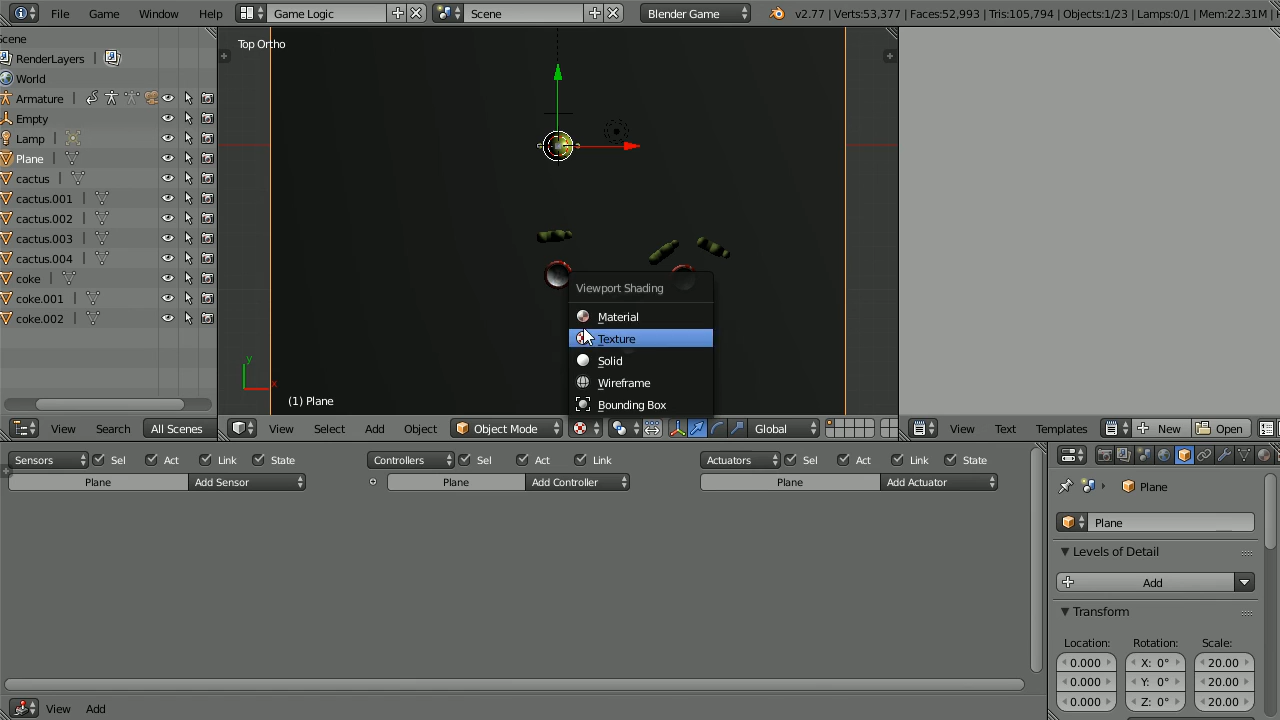 File Game Window Help Game Logic Scene Blender Game v2.77 | Verts:53,377 | Faces:52,993 | Tris:105,794 | Objects:1/23 | Lamps:0/1 | Mem:22.31M
Scene
RenderLayers
World
Armature
Empty
Lamp
Plane
cactus
cactus.001
cactus.002
cactus.003
cactus.004
coke
coke.001
coke.002
Top Ortho
Viewport Shading
Material
Texture
Solid
Wireframe
Bounding Box
y
x
(1) Plane
View Search All Scenes
View Select Add Object Object Mode Global
View Text Templates New Open
Sensors Sel Act Link State
Plane Add Sensor
Controllers Sel Act Link
Plane Add Controller
Actuators Sel Act Link State
Plane Add Actuator
Plane
Plane
Levels of Detail
Add
Transform
Location: Rotation: Scale:
0.000 X: 0° 20.00
0.000 Y: 0° 20.00
0.000 Z: 0° 20.00
View Add